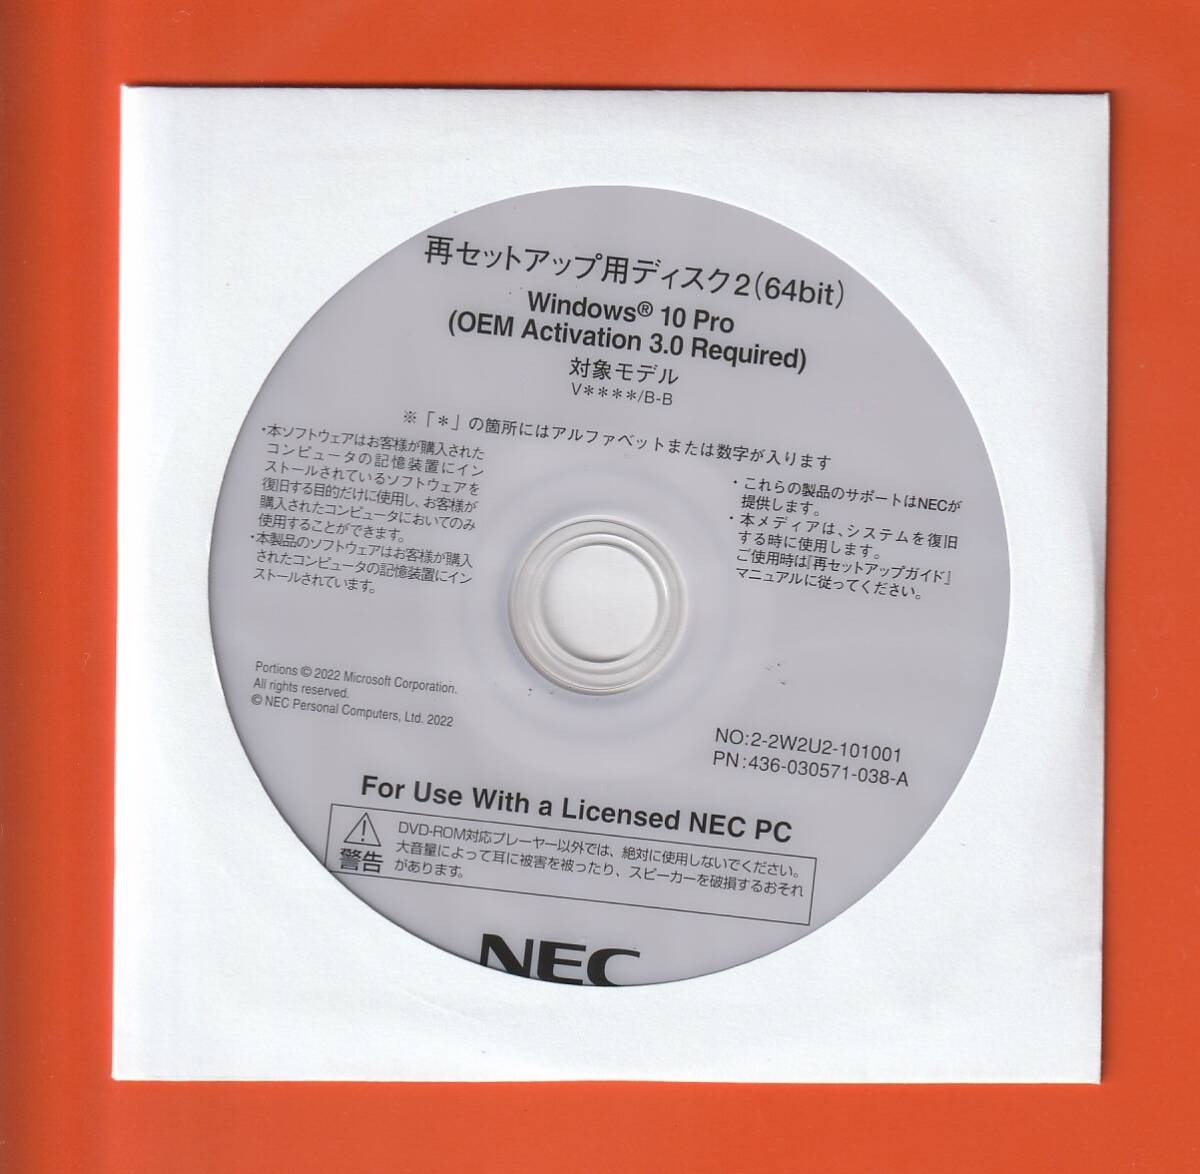 再セットアップ用ディスク2(64bit)
Windows® 10 Pro
(OEM Activation 3.0 Required)
対象モデル
V＊＊＊＊/B-B
※「＊」の箇所にはアルファベットまたは数字が入ります
・本ソフトウェアはお客様が購入された
コンピュータの記憶装置にイン
ストールされているソフトウェアを
復旧する目的だけに使用し、お客様が
購入されたコンピュータにおいてのみ
使用することができます。
・本製品のソフトウェアはお客様が購入
されたコンピュータの記憶装置にイン
ストールされています。
・これらの製品のサポートはNECが
提供します。
・本メディアは、システムを復旧
する時に使用します。
ご使用時は『再セットアップガイド』
マニュアルに従ってください。
Portions © 2022 Microsoft Corporation.
All rights reserved.
© NEC Personal Computers, Ltd. 2022
NO:2-2W2U2-101001
PN:436-030571-038-A
For Use With a Licensed NEC PC
警告
DVD-ROM対応プレーヤー以外では、絶対に使用しないでください。
大音量によって耳に被害を被ったり、スピーカーを破損するおそれ
があります。
NEC